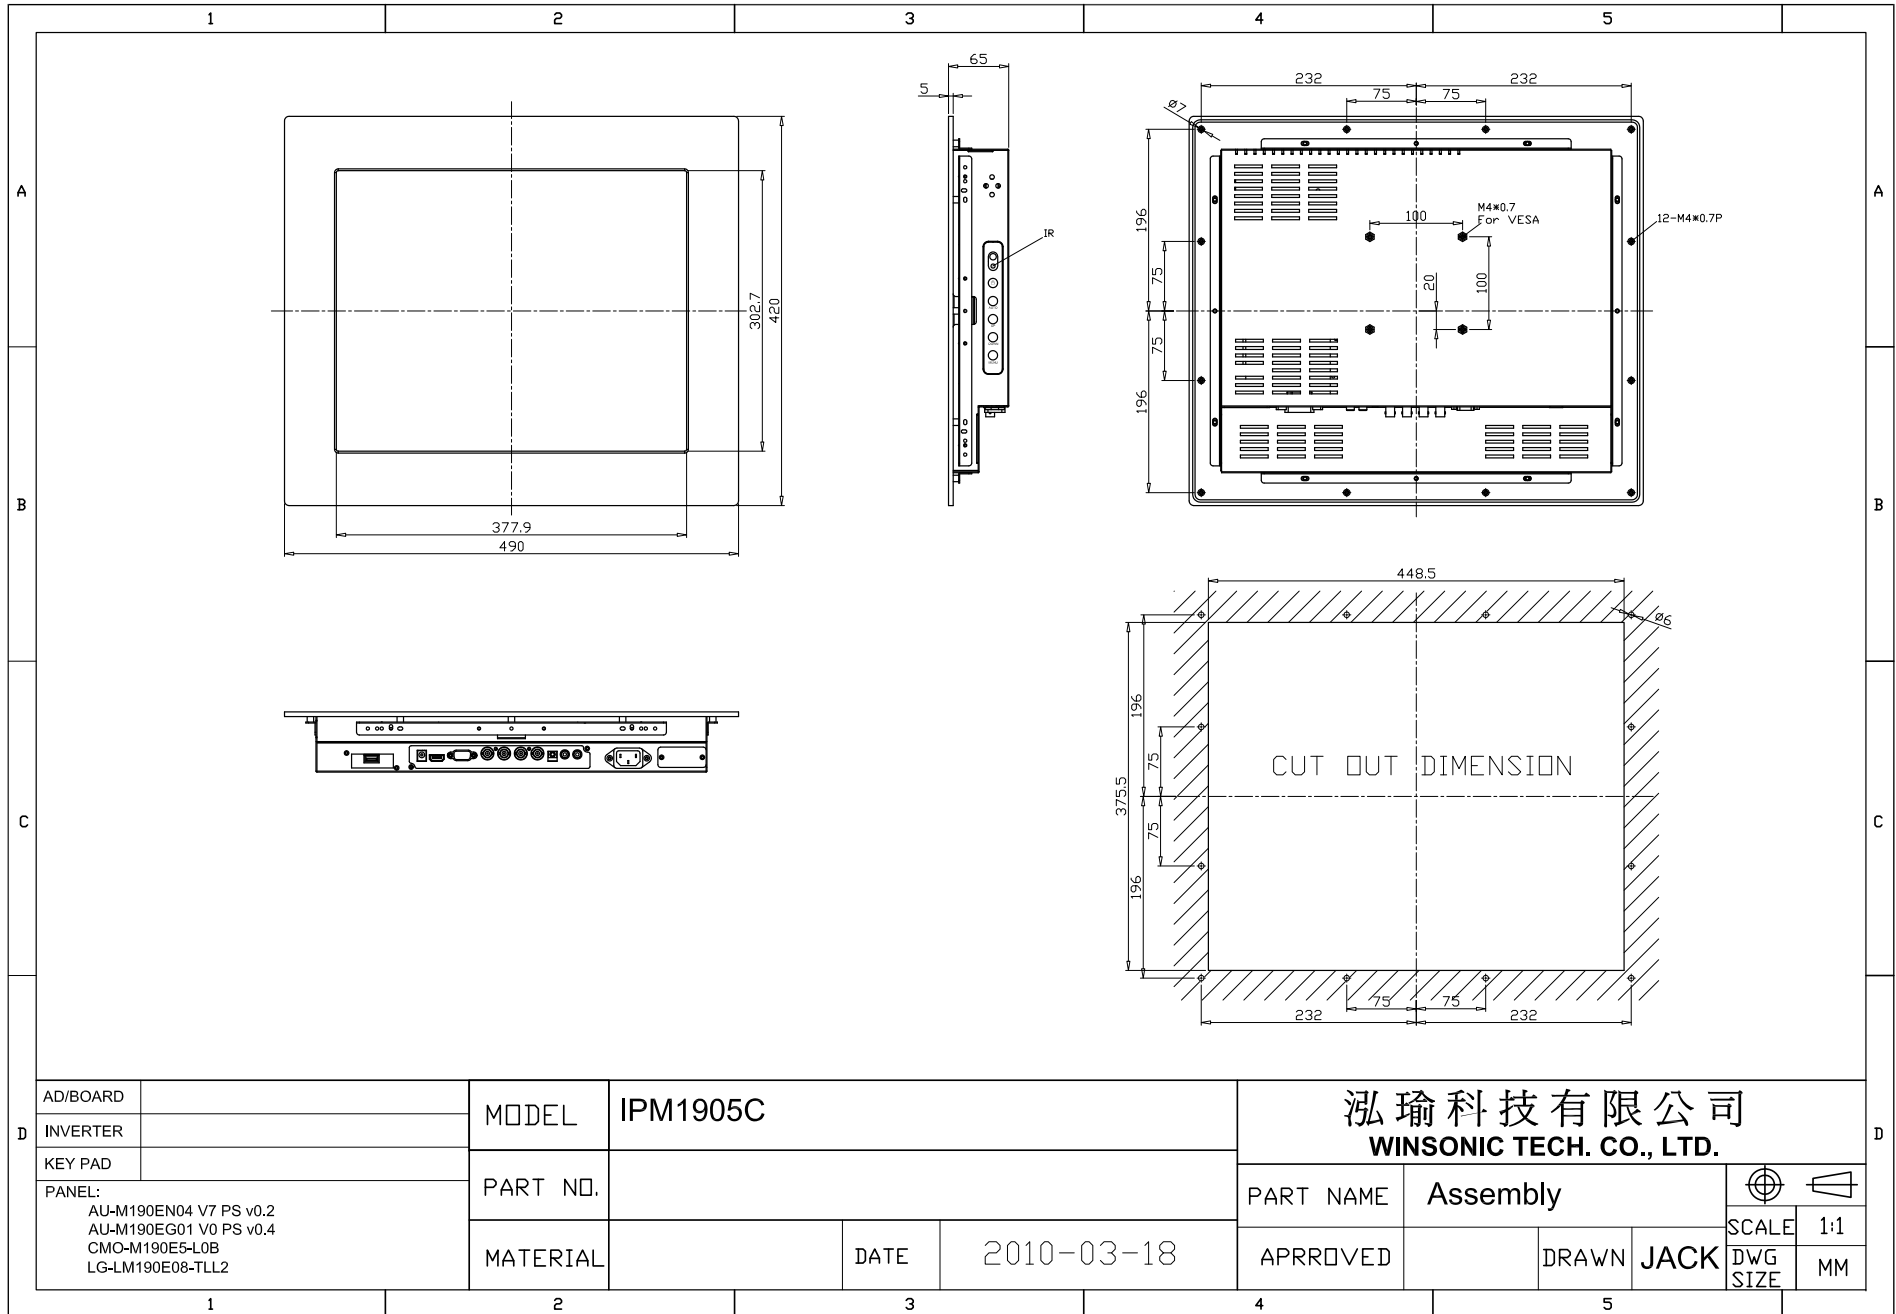 1 2 3 4 5
A
B
C
D
A
B
C
D
302.7
420
377.9
490
65
5
IR
232 232
75 75
ø7
196
75
75
196
100
M4*0.7
For VESA
20
100
12-M4*0.7P
448.5
ø6
375.5
196
75
75
196
CUT OUT DIMENSION
75 75
232 232
AD/BOARD
INVERTER
KEY PAD
PANEL:
AU-M190EN04 V7 PS v0.2
AU-M190EG01 V0 PS v0.4
CMO-M190E5-L0B
LG-LM190E08-TLL2
MODEL IPM1905C
PART NO.
MATERIAL
DATE 2010-03-18
泓瑜科技有限公司
WINSONIC TECH. CO., LTD.
PART NAME Assembly
APRROVED
DRAWN JACK
SCALE 1:1
DWG SIZE MM
1 2 3 4 5